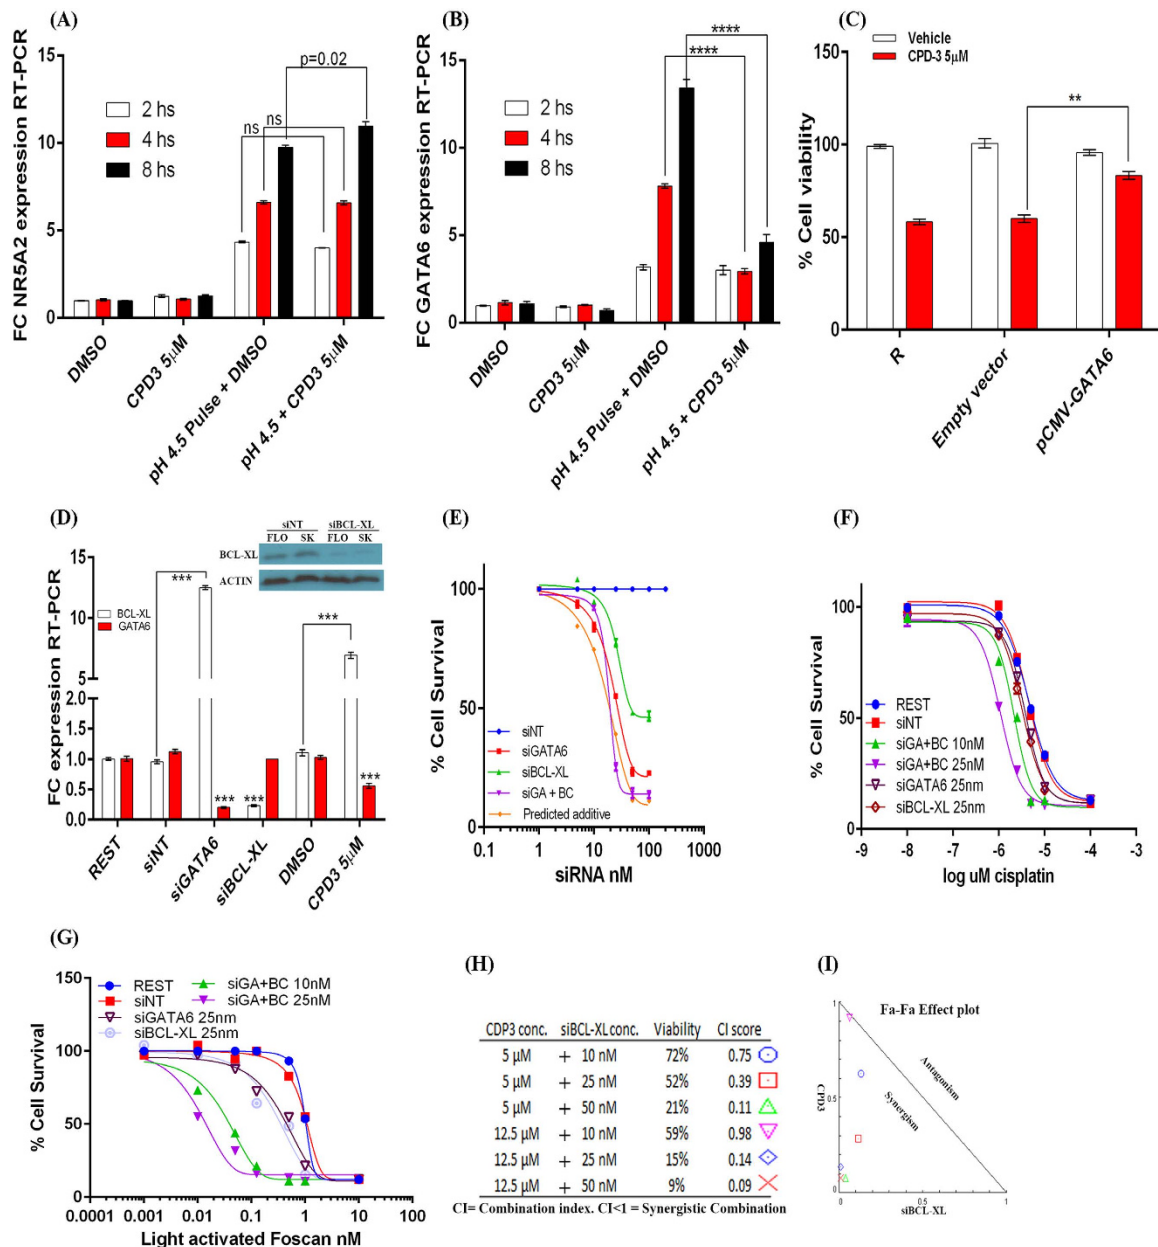 (A)
FC NR5A2 expression RT-PCR
15
10
5
0
2 hs
4 hs
8 hs
p=0.02
ns
ns
DMSO
CPD3 5μM
pH 4.5 Pulse + DMSO
pH 4.5 + CPD3 5μM
(B)
FC GATA6 expression RT-PCR
15
10
5
0
2 hs
4 hs
8 hs
****
****
DMSO
CPD3 5μM
pH 4.5 Pulse + DMSO
pH 4.5 + CPD3 5μM
(C)
% Cell viability
150
100
50
0
Vehicle
CPD-3 5μM
**
R
Empty vector
pCMV-GATA6
(D)
FC expression RT-PCR
15
13
10
8
5
2.0
1.5
1.0
0.5
0.0
BCL-XL
GATA6
siNT siBCL-XL
FLO SK FLO SK
BCL-XL
ACTIN
***
***
***
***
***
REST
siNT
siGATA6
siBCL-XL
DMSO
CPD3 5μM
(E)
% Cell Survival
100
50
0
siNT
siGATA6
siBCL-XL
siGA + BC
Predicted additive
0.1 1 10 100 1000
siRNA nM
(F)
% Cell Survival
100
50
0
REST
siNT
siGA+BC 10nM
siGA+BC 25nM
siGATA6 25nm
siBCL-XL 25nm
-9 -8 -7 -6 -5 -4 -3
log uM cisplatin
(G)
% Cell Survival
150
100
50
0
REST
siNT
siGATA6 25nm
siBCL-XL 25nm
siGA+BC 10nM
siGA+BC 25nM
0.0001 0.001 0.01 0.1 1 10 100
Light activated Foscan nM
(H)
CDP3 conc. siBCL-XL conc. Viability CI score
5 μM + 10 nM 72% 0.75
5 μM + 25 nM 52% 0.39
5 μM + 50 nM 21% 0.11
12.5 μM + 10 nM 59% 0.98
12.5 μM + 25 nM 15% 0.14
12.5 μM + 50 nM 9% 0.09
CI= Combination index. CI<1 = Synergistic Combination
(I)
Fa-Fa Effect plot
Antagonism
Synergism
CPD3
1
0.5
0
0 0.5 1
siBCL-XL